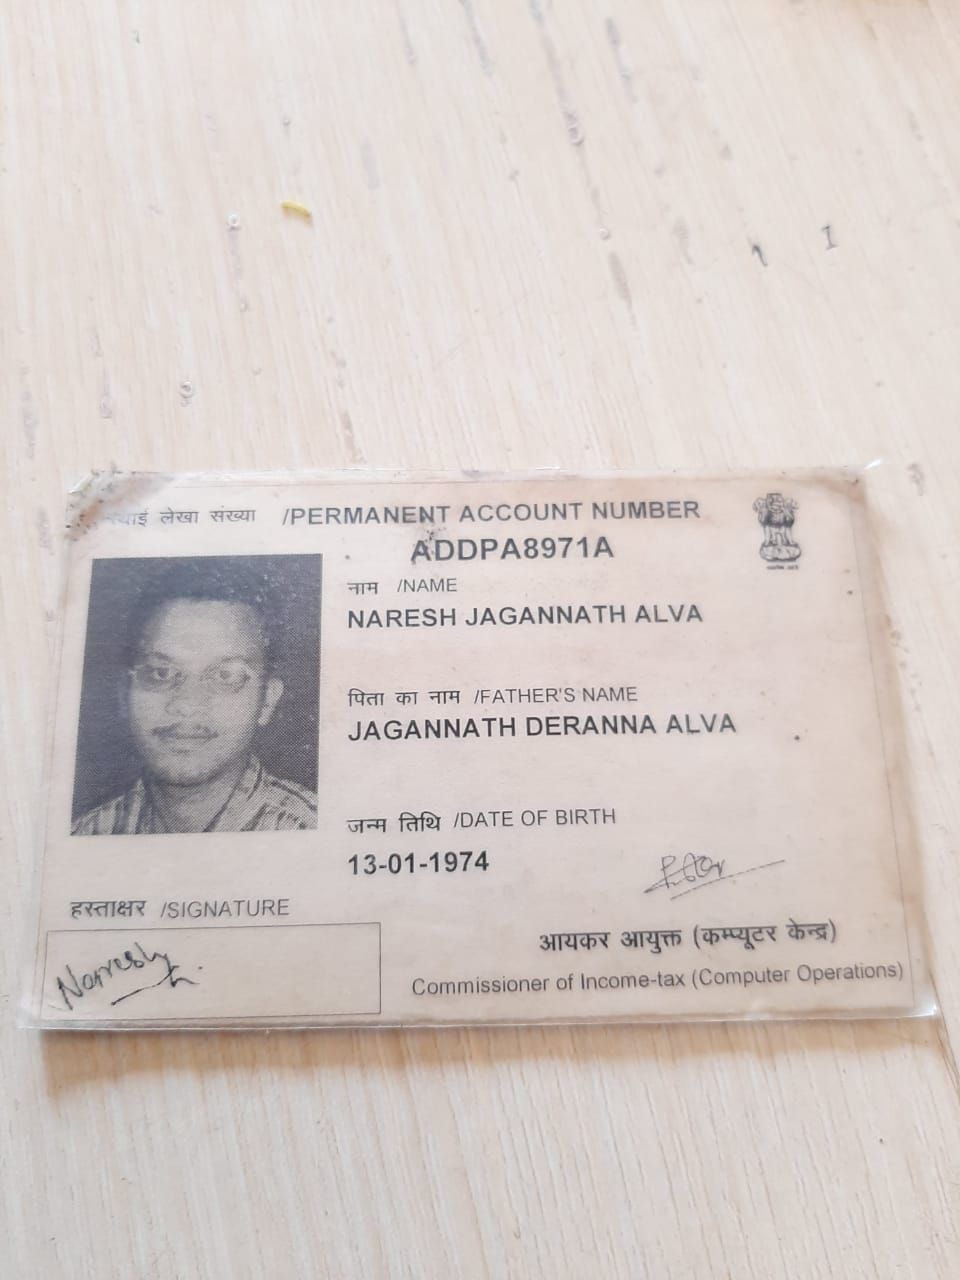 लेखा संख्या /PERMANENT ACCOUNT NUMBER
ADDPA8971A
नाम /NAME
NARESH JAGANNATH ALVA
पिता का नाम /FATHER'S NAME
JAGANNATH DERANNA ALVA
जन्म तिथि /DATE OF BIRTH
13-01-1974
हस्ताक्षर /SIGNATURE
आयकर आयुक्त (कम्प्यूटर केन्द्र)
Commissioner of Income-tax (Computer Operations)